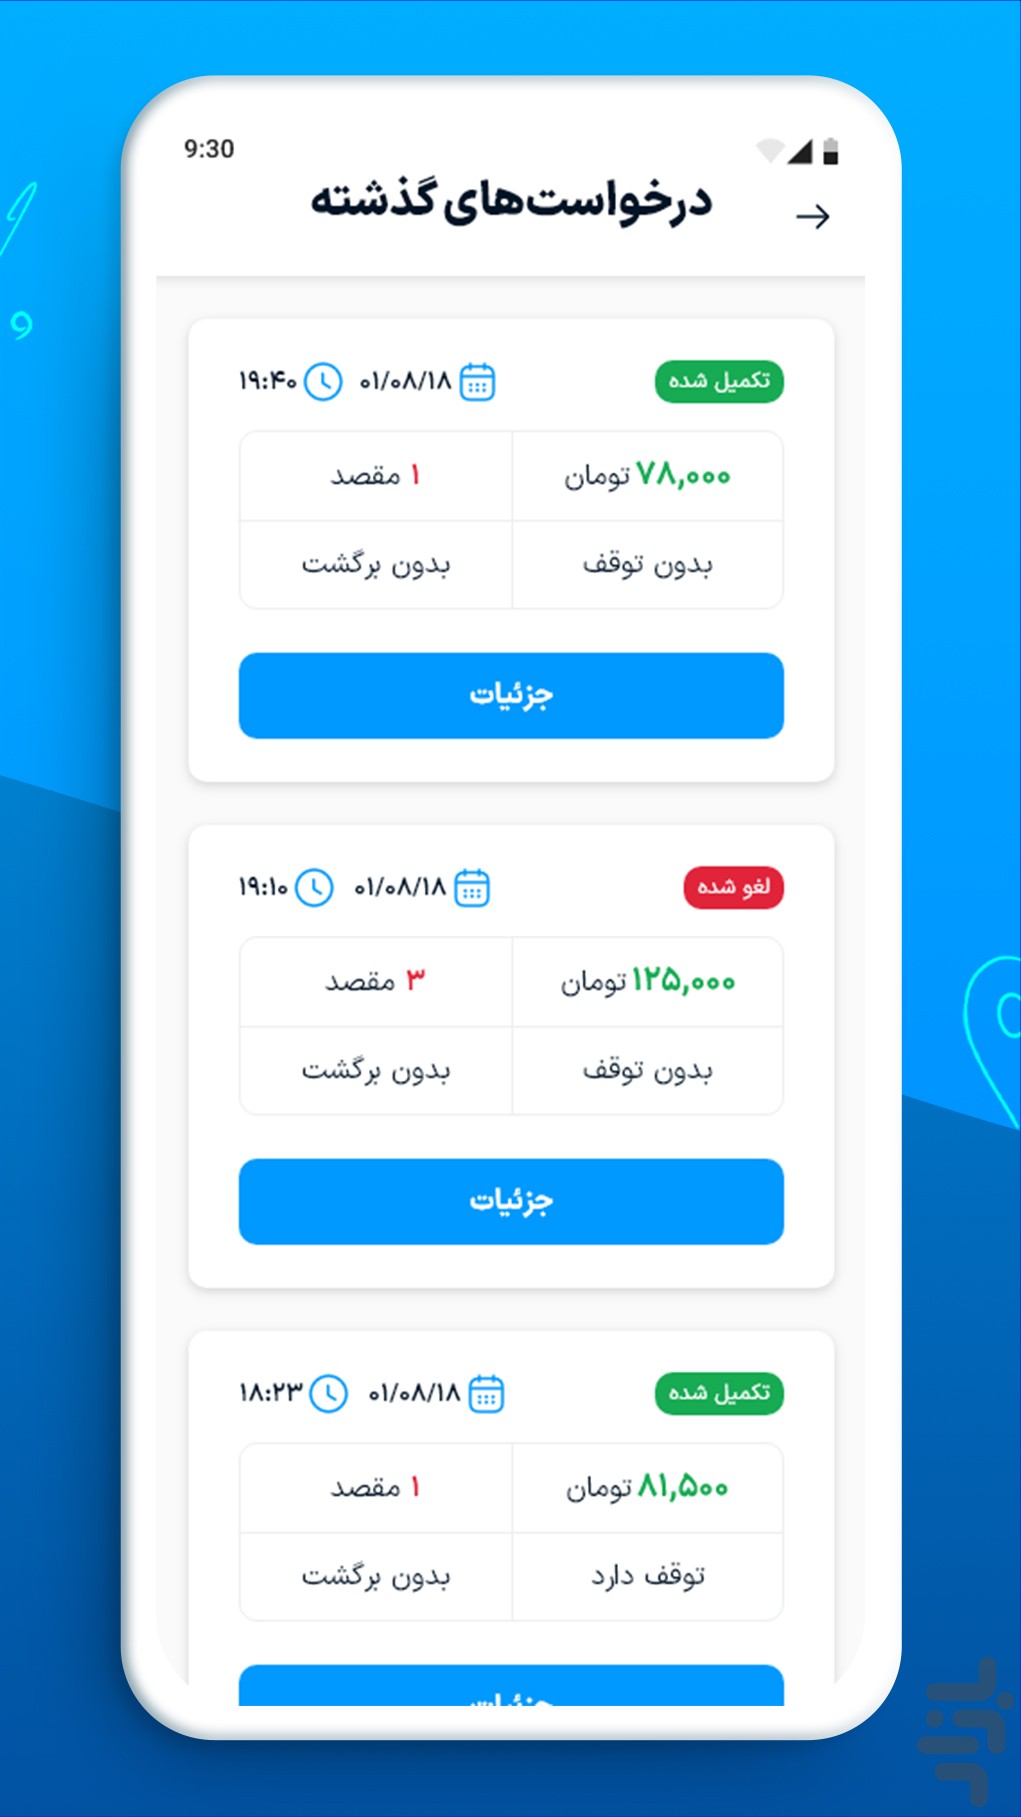 9:30
درخواست‌های گذشته
تکمیل شده ۰۱/۰۸/۱۸ ۱۹:۴۰
۷۸,۰۰۰ تومان ۱ مقصد
بدون توقف بدون برگشت
جزئیات
لغو شده ۰۱/۰۸/۱۸ ۱۹:۱۰
۱۲۵,۰۰۰ تومان ۳ مقصد
بدون توقف بدون برگشت
جزئیات
تکمیل شده ۰۱/۰۸/۱۸ ۱۸:۲۳
۸۱,۵۰۰ تومان ۱ مقصد
توقف دارد بدون برگشت
جزئیات
بازار